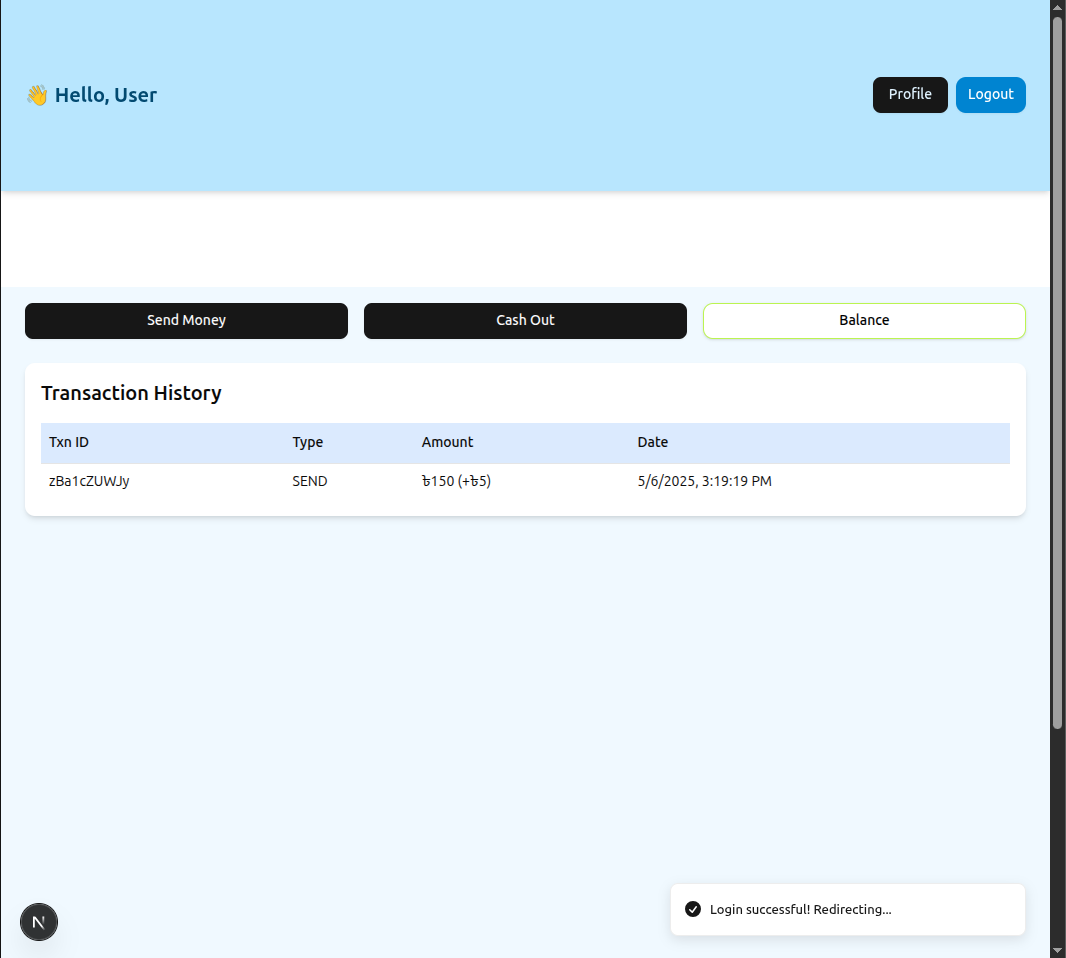 👋 Hello, User
Profile
Logout
Send Money
Cash Out
Balance
Transaction History
Txn ID Type Amount Date
zBa1cZUWJy SEND ৳150 (+৳5) 5/6/2025, 3:19:19 PM
Login successful! Redirecting...
N